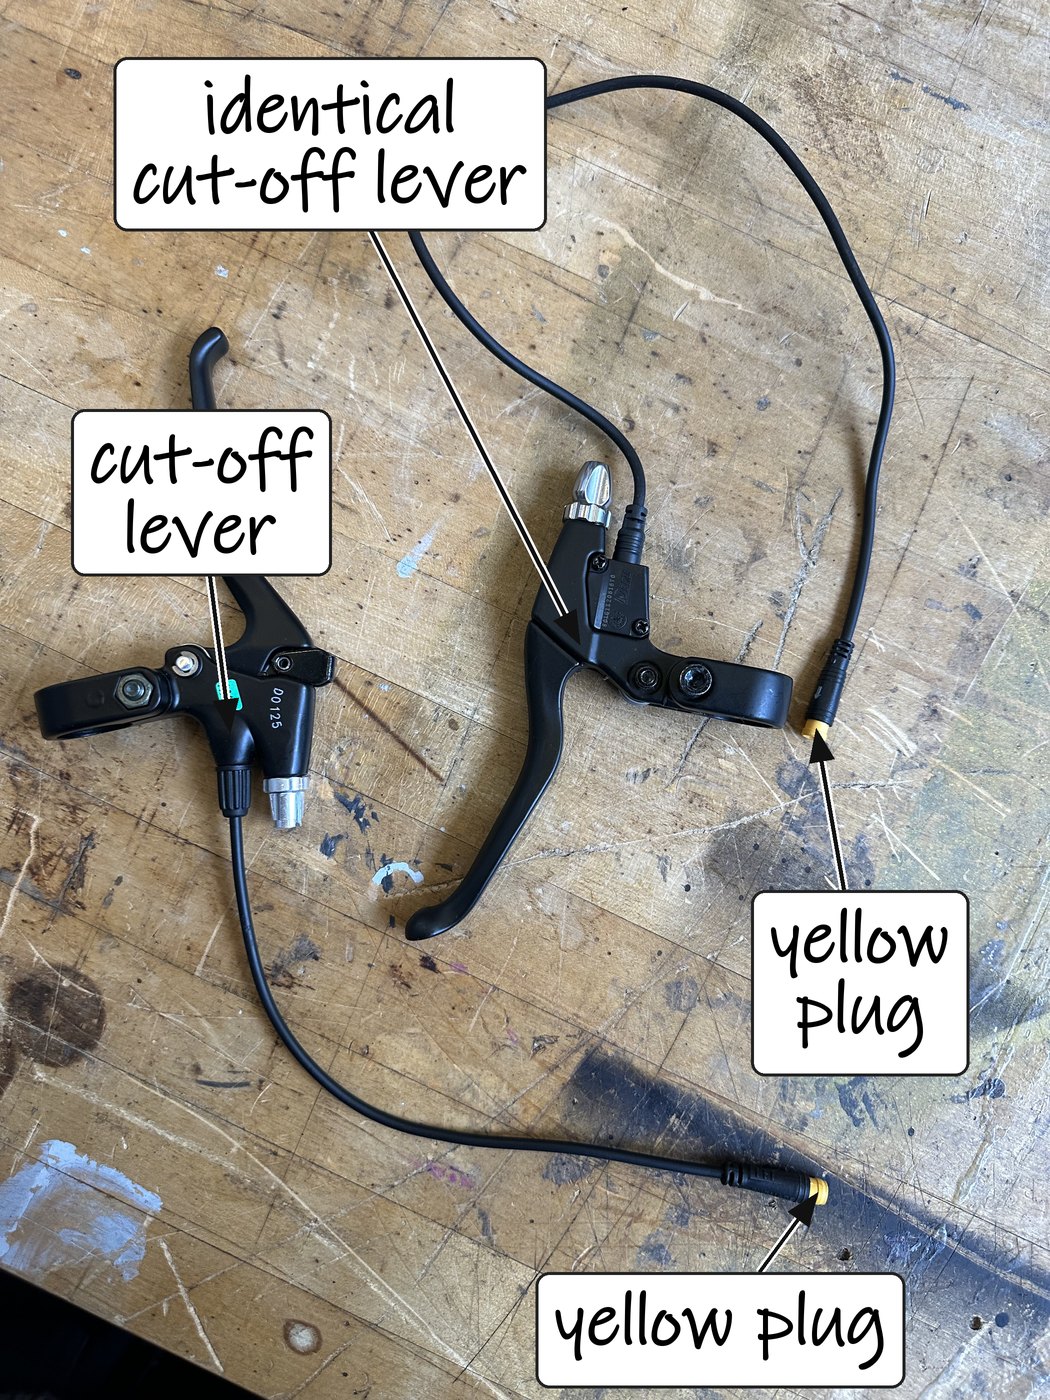 identical
cut-off lever
cut-off
lever
D0125
yellow
plug
yellow plug